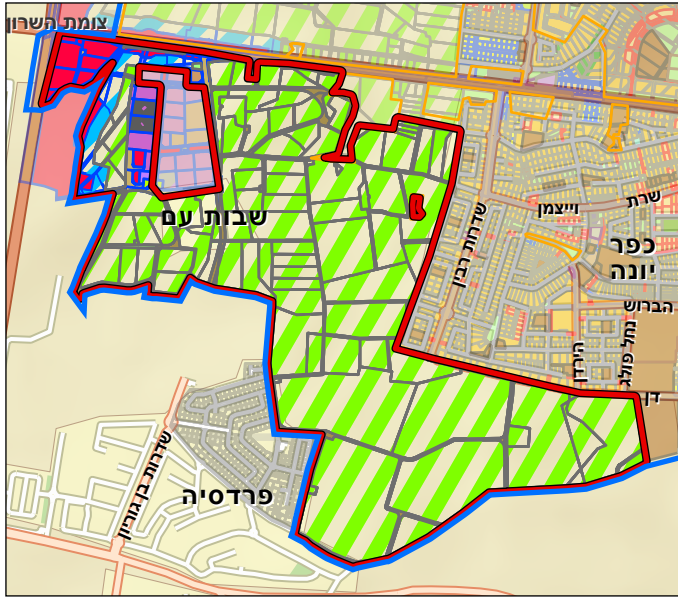 צומת השרון
57
שבות עם
שדרות רבין
וייצמן
שרת
כפר
יונה
הברוש
נחל פולג
הירדן
דן
פרדסיה
שדרות בן גוריון